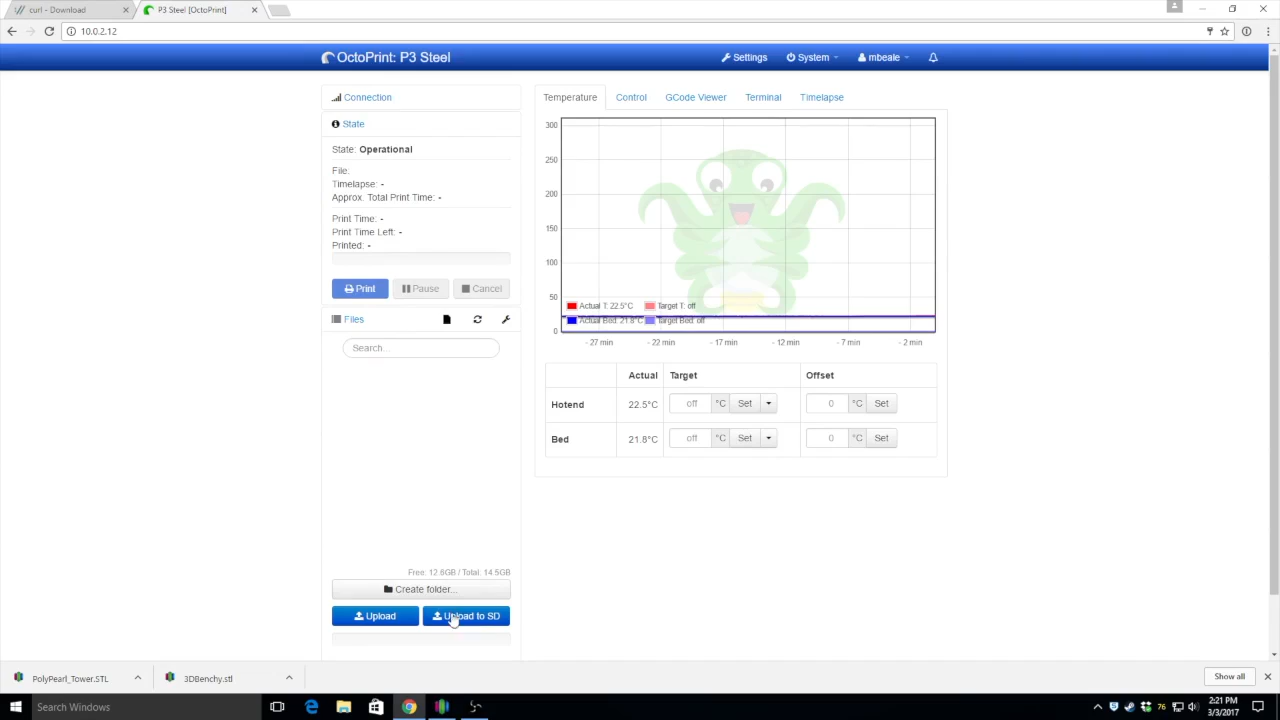 curl - Download
P3 Steel [OctoPrint]
10.0.2.12
OctoPrint: P3 Steel
Settings
System
mbeale
Connection
State
State: Operational
File:
Timelapse: -
Approx. Total Print Time: -
Print Time: -
Print Time Left: -
Printed: -
Print
Pause
Cancel
Files
Search...
Free: 12.6GB / Total: 14.5GB
Create folder...
Upload
Upload to SD
Temperature
Control
GCode Viewer
Terminal
Timelapse
300
250
200
150
100
50
0
Actual T: 22.5°C
Target T: off
Actual Bed: 21.8°C
Target Bed: off
- 27 min
- 22 min
- 17 min
- 12 min
- 7 min
- 2 min
Actual
Target
Offset
Hotend
22.5°C
off
°C
Set
0
°C
Set
Bed
21.8°C
off
°C
Set
0
°C
Set
PolyPearl_Tower.STL
3DBenchy.stl
Show all
Search Windows
76
2:21 PM
3/3/2017